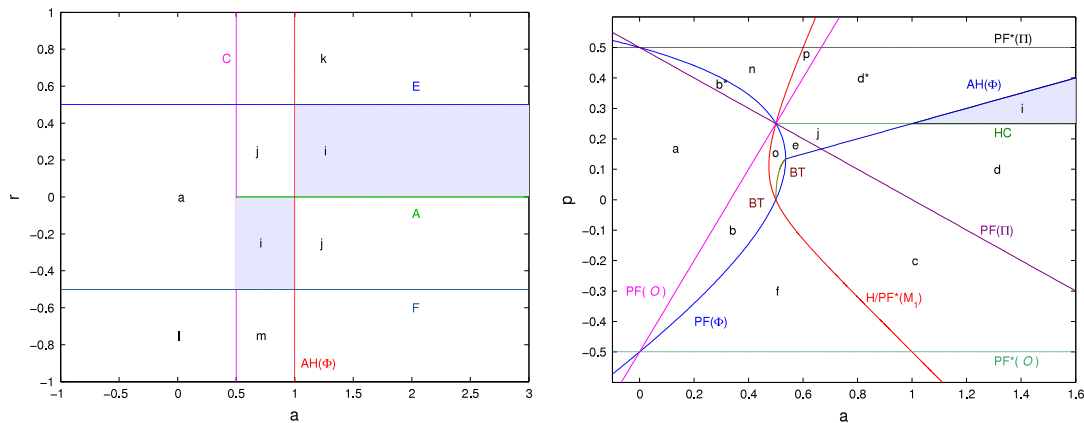 1
0.8
0.6
0.4
0.2
0
−0.2
−0.4
−0.6
−0.8
−1
r
C
k
E
j
i
a
A
i
j
F
l
m
AH(Φ)
−1 −0.5 0 0.5 1 1.5 2 2.5 3
a
0.5
0.4
0.3
0.2
0.1
0
−0.1
−0.2
−0.3
−0.4
−0.5
p
PF*(Π)
n
p
b*
d*
AH(Φ)
i
HC
j
a
o
e
d
BT
BT
b
PF(Π)
c
PF( O )
f
H/PF*(M1)
PF(Φ)
PF*( O )
0 0.2 0.4 0.6 0.8 1 1.2 1.4 1.6
a